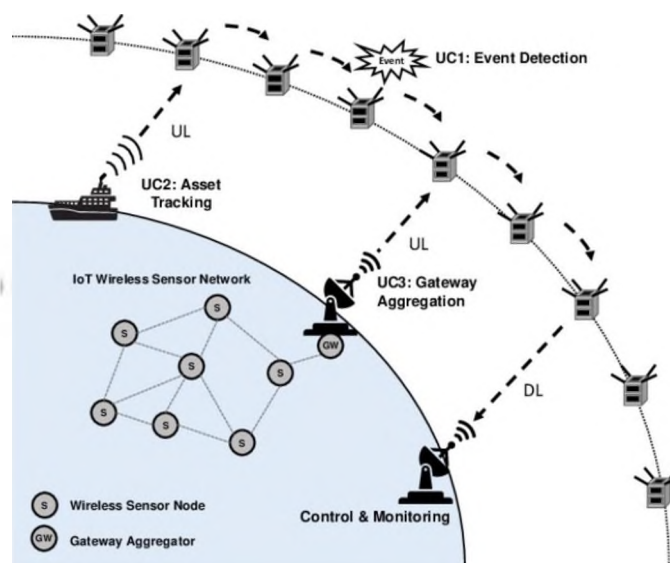 Event
UC1: Event Detection
UL
UC2: Asset
Tracking
UL
IoT Wireless Sensor Network
UC3: Gateway
Aggregation
S
S
GW
S
S
S
S
S
DL
S
Wireless Sensor Node
Control & Monitoring
GW
Gateway Aggregator